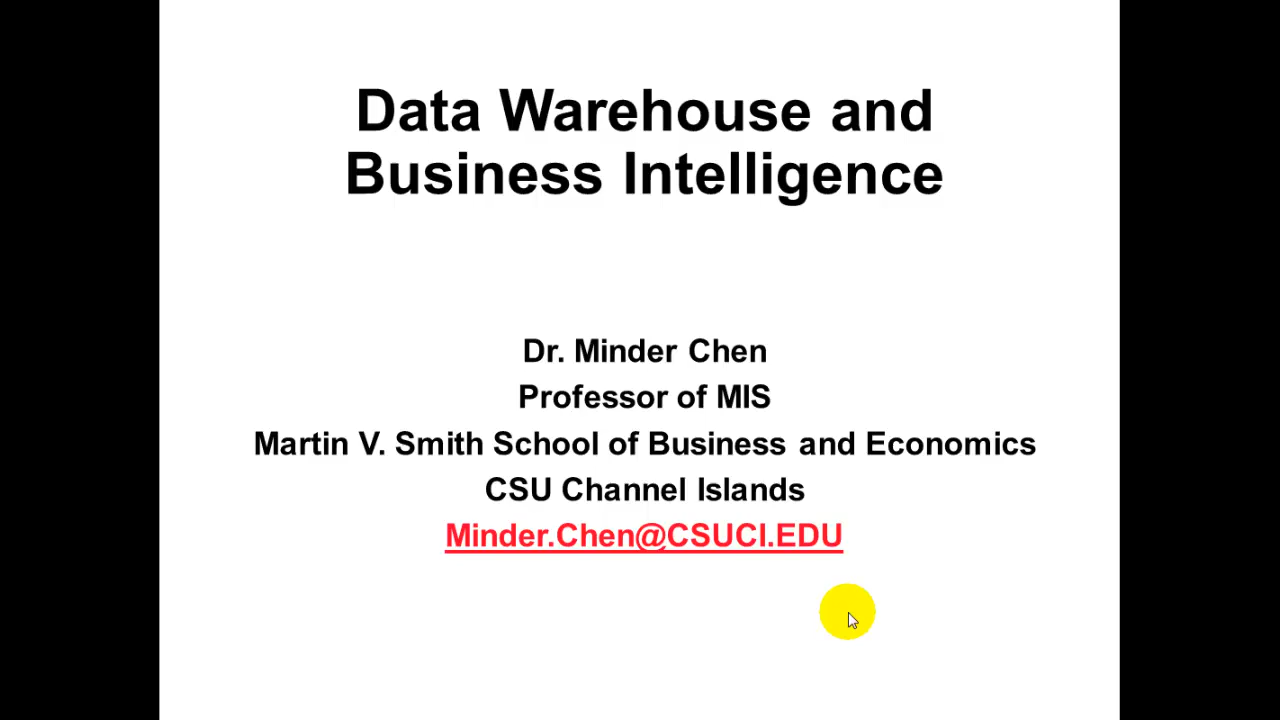 Data Warehouse and
Business Intelligence
Dr. Minder Chen
Professor of MIS
Martin V. Smith School of Business and Economics
CSU Channel Islands
Minder.Chen@CSUCI.EDU